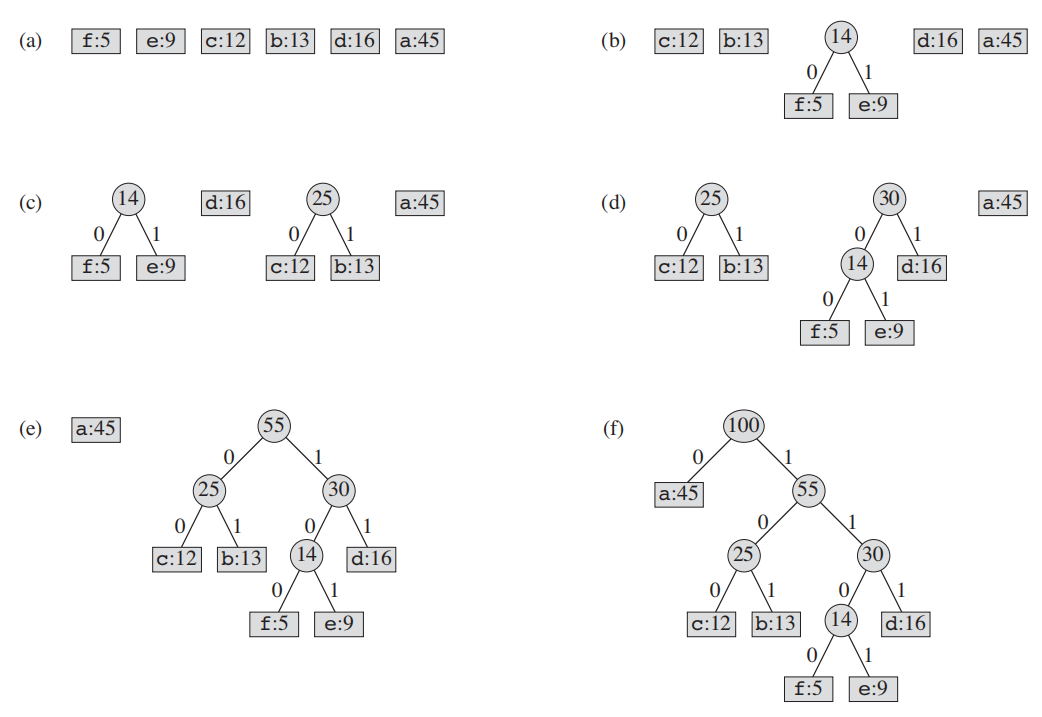 (a) f:5 e:9 c:12 b:13 d:16 a:45
(b) c:12 b:13 14 d:16 a:45
0 1
f:5 e:9
(c) 14 d:16 25 a:45
0 1 0 1
f:5 e:9 c:12 b:13
(d) 25 30 a:45
0 1 0 1
c:12 b:13 14 d:16
0 1
f:5 e:9
(e) a:45 55
0 1
25 30
0 1 0 1
c:12 b:13 14 d:16
0 1
f:5 e:9
(f) 100
0 1
a:45 55
0 1
25 30
0 1 0 1
c:12 b:13 14 d:16
0 1
f:5 e:9